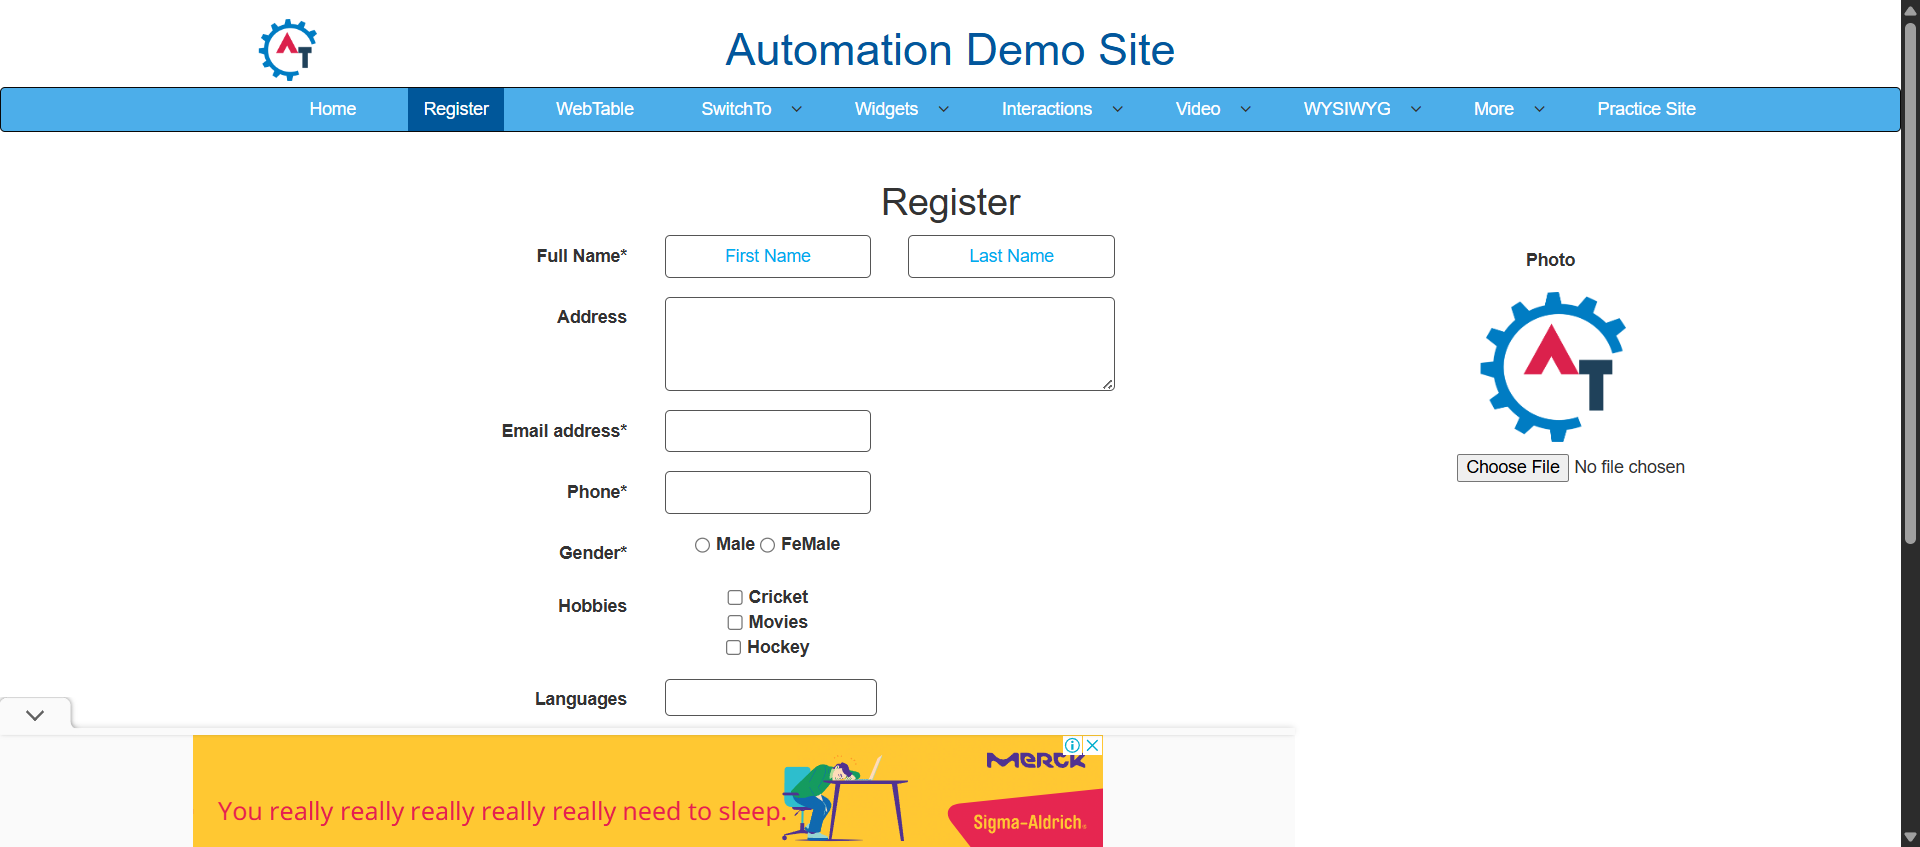 AT
Automation Demo Site
Home Register WebTable SwitchTo Widgets Interactions Video WYSIWYG More Practice Site
Register
Full Name* First Name Last Name
Photo
Address
AT
Email address*
Choose File No file chosen
Phone*
Gender* Male FeMale
Hobbies Cricket
Movies
Hockey
Languages
MERCK
You really really really really really need to sleep.
Sigma-Aldrich®